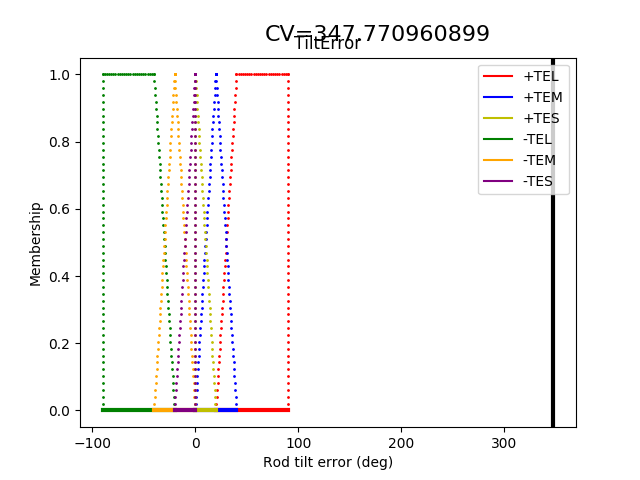 CV=347.770960899
TiltError
+TEL
+TEM
+TES
-TEL
-TEM
-TES
Membership
1.0
0.8
0.6
0.4
0.2
0.0
−100 0 100 200 300
Rod tilt error (deg)